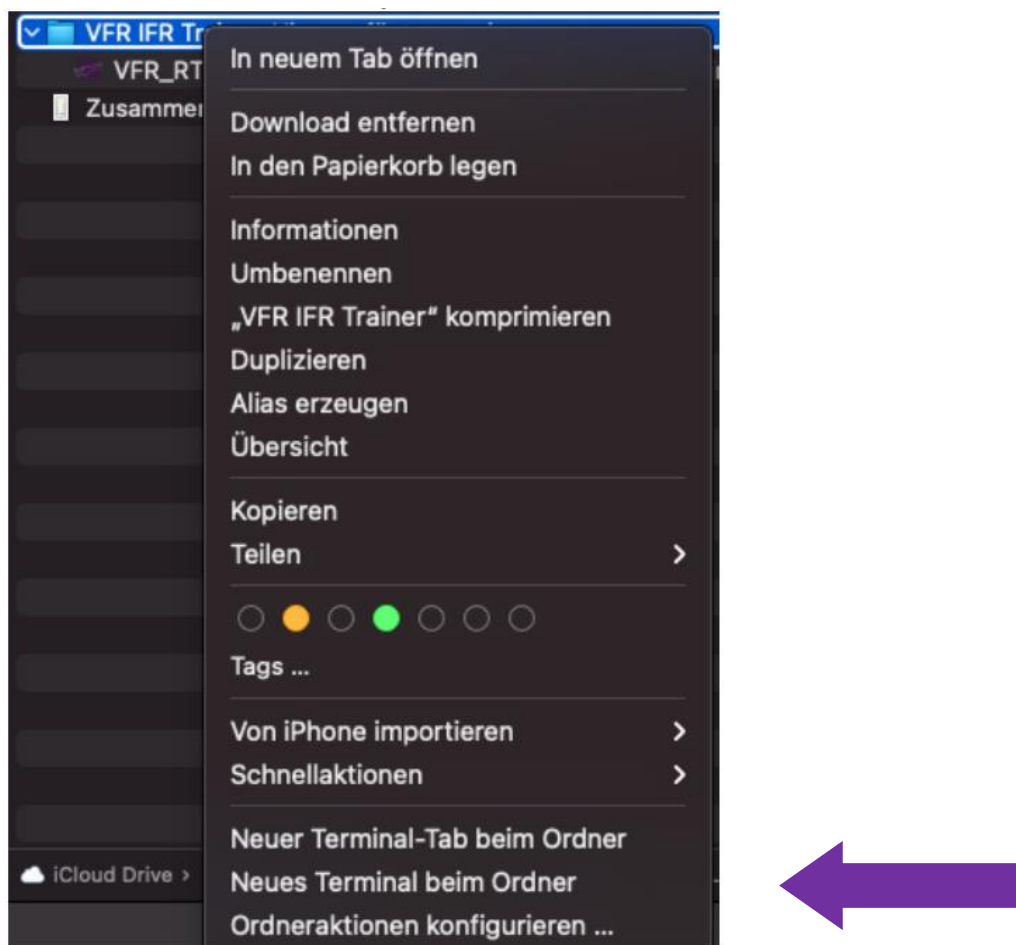 VFR IFR Tr
VFR_RT
Zusammen
In neuem Tab öffnen
Download entfernen
In den Papierkorb legen
Informationen
Umbenennen
„VFR IFR Trainer“ komprimieren
Duplizieren
Alias erzeugen
Übersicht
Kopieren
Teilen
Tags ...
Von iPhone importieren
Schnellaktionen
Neuer Terminal-Tab beim Ordner
iCloud Drive ›
Neues Terminal beim Ordner
Ordneraktionen konfigurieren ...